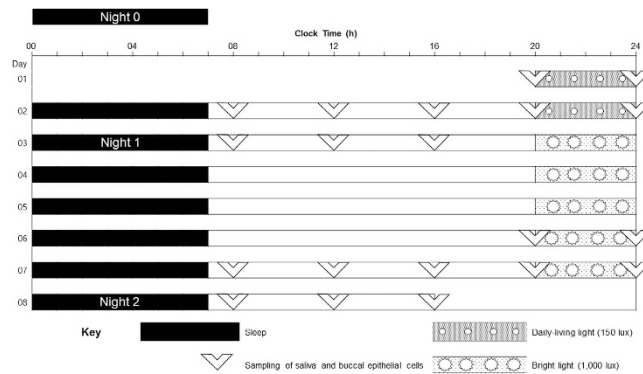 Night 0
Clock Time (h)
00 04 08 12 16 20 24
Day
01
02
03 Night 1
04
05
06
07
08 Night 2
Key Sleep Daily-living light (150 lux)
Sampling of saliva and buccal epithelial cells Bright light (1,000 lux)